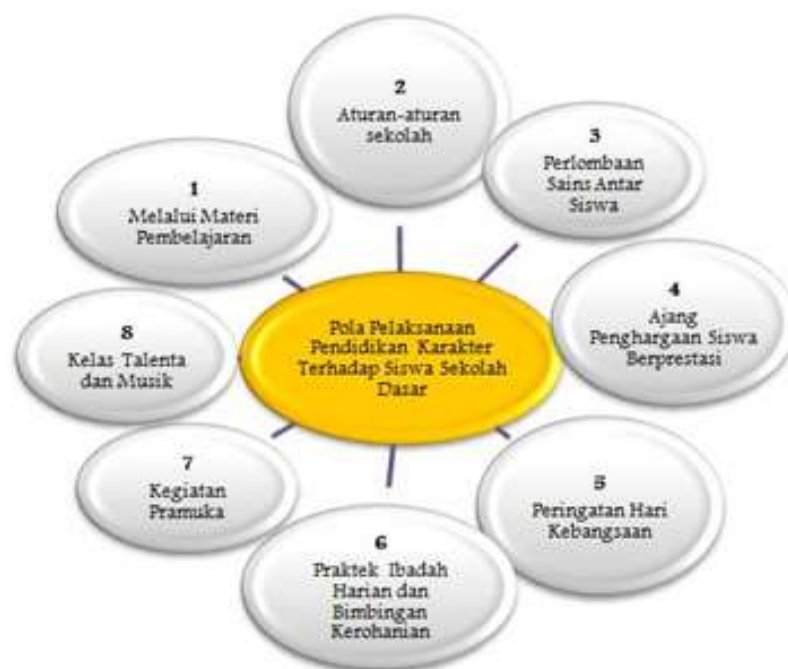 Pola Pelaksanaan
Pendidikan Karakter
Terhadap Siswa Sekolah
Dasar
1
Melalui Materi
Pembelajaran
2
Aturan-aturan
sekolah
3
Perlombaan
Sains Antar
Siswa
4
Ajang
Penghargaan Siswa
Berprestasi
5
Peringatan Hari
Kebangsaan
6
Praktek Ibadah
Harian dan
Bimbingan
Kerohanian
7
Kegiatan
Pramuka
8
Kelas Talenta
dan Musik